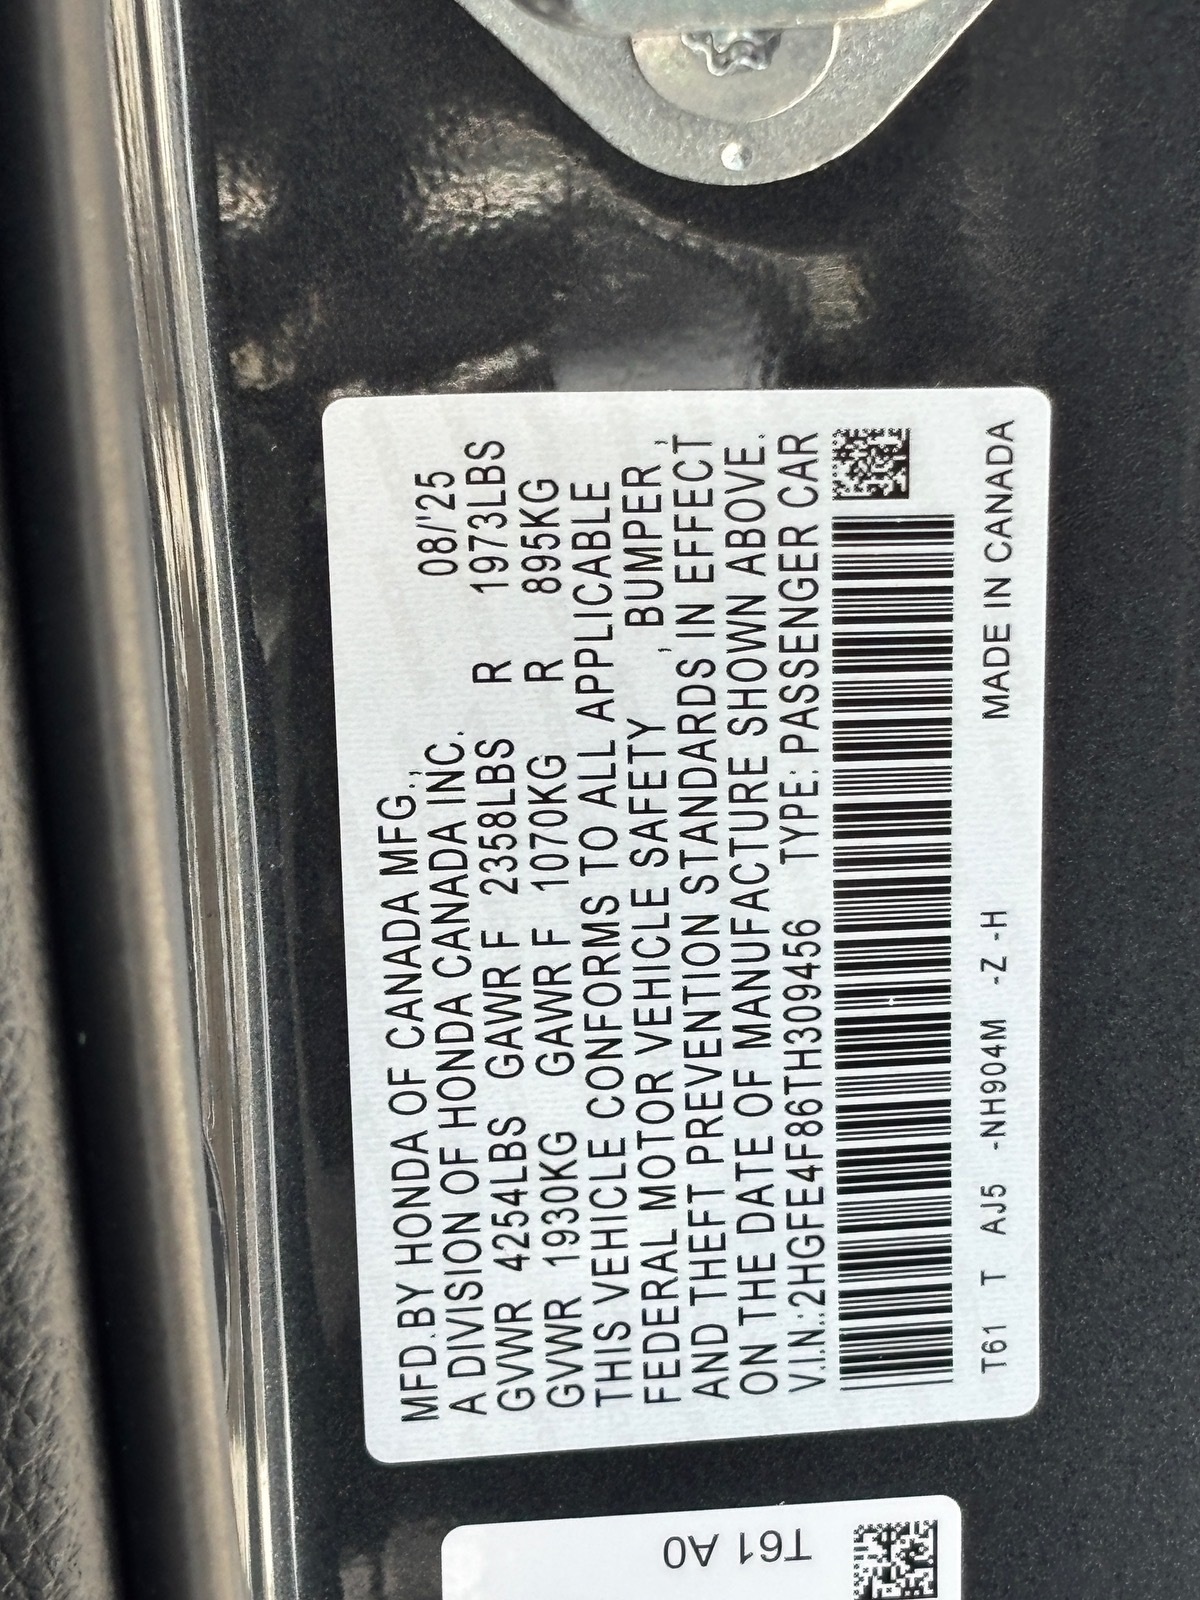 MFD.BY HONDA OF CANADA MFG.,
A DIVISION OF HONDA CANADA INC. 08/'25
GVWR 4254LBS GAWR F 2358LBS R 1973LBS
GVWR 1930KG GAWR F 1070KG R 895KG
THIS VEHICLE CONFORMS TO ALL APPLICABLE
FEDERAL MOTOR VEHICLE SAFETY , BUMPER ,
AND THEFT PREVENTION STANDARDS IN EFFECT
ON THE DATE OF MANUFACTURE SHOWN ABOVE.
V.I.N.:2HGFE4F86TH309456 TYPE: PASSENGER CAR
T61 T AJ5 -NH904M -Z -H MADE IN CANADA
T61 A0